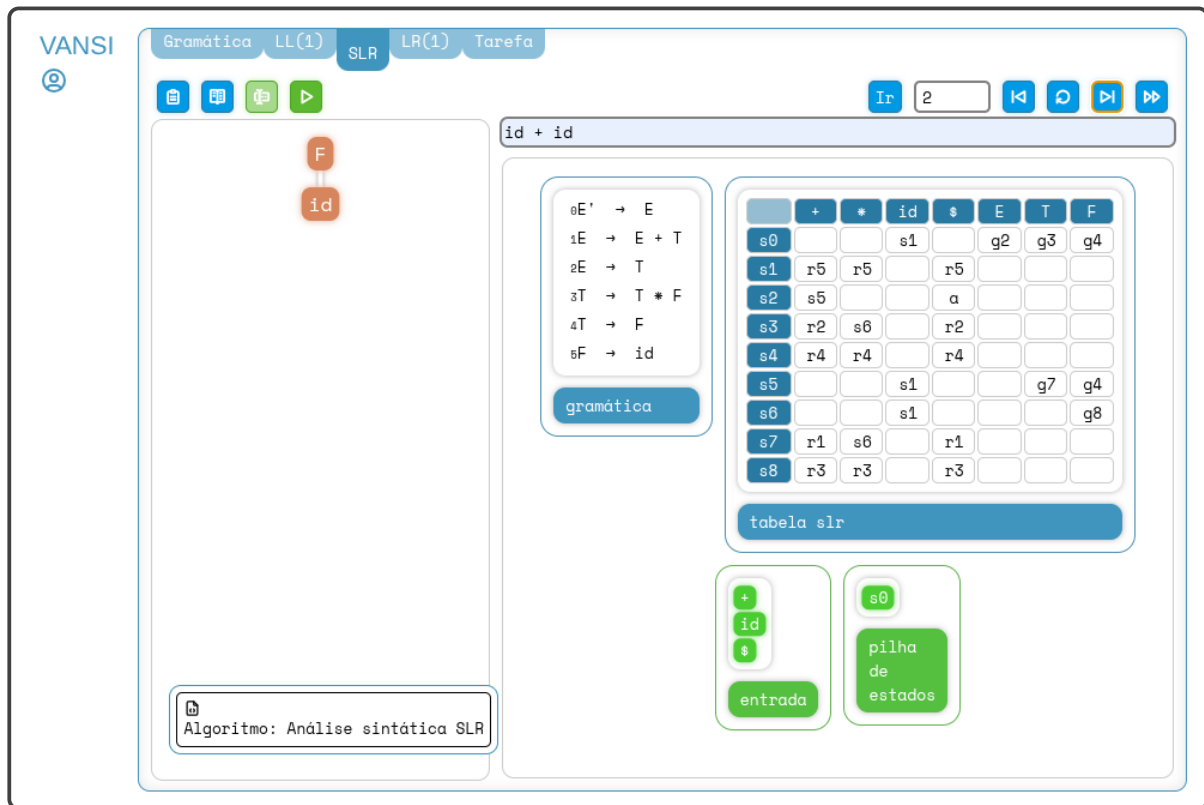 VANSI
Gramática LL(1) SLR LR(1) Tarefa
Ir 2
id + id
F
id
0E' → E
1E → E + T
2E → T
3T → T * F
4T → F
5F → id
gramática
+ * id $ E T F
s0 s1 g2 g3 g4
s1 r5 r5 r5
s2 s5 a
s3 r2 s6 r2
s4 r4 r4 r4
s5 s1 g7 g4
s6 s1 g8
s7 r1 s6 r1
s8 r3 r3 r3
tabela slr
+
id
$
entrada
s0
pilha
de
estados
Algoritmo: Análise sintática SLR